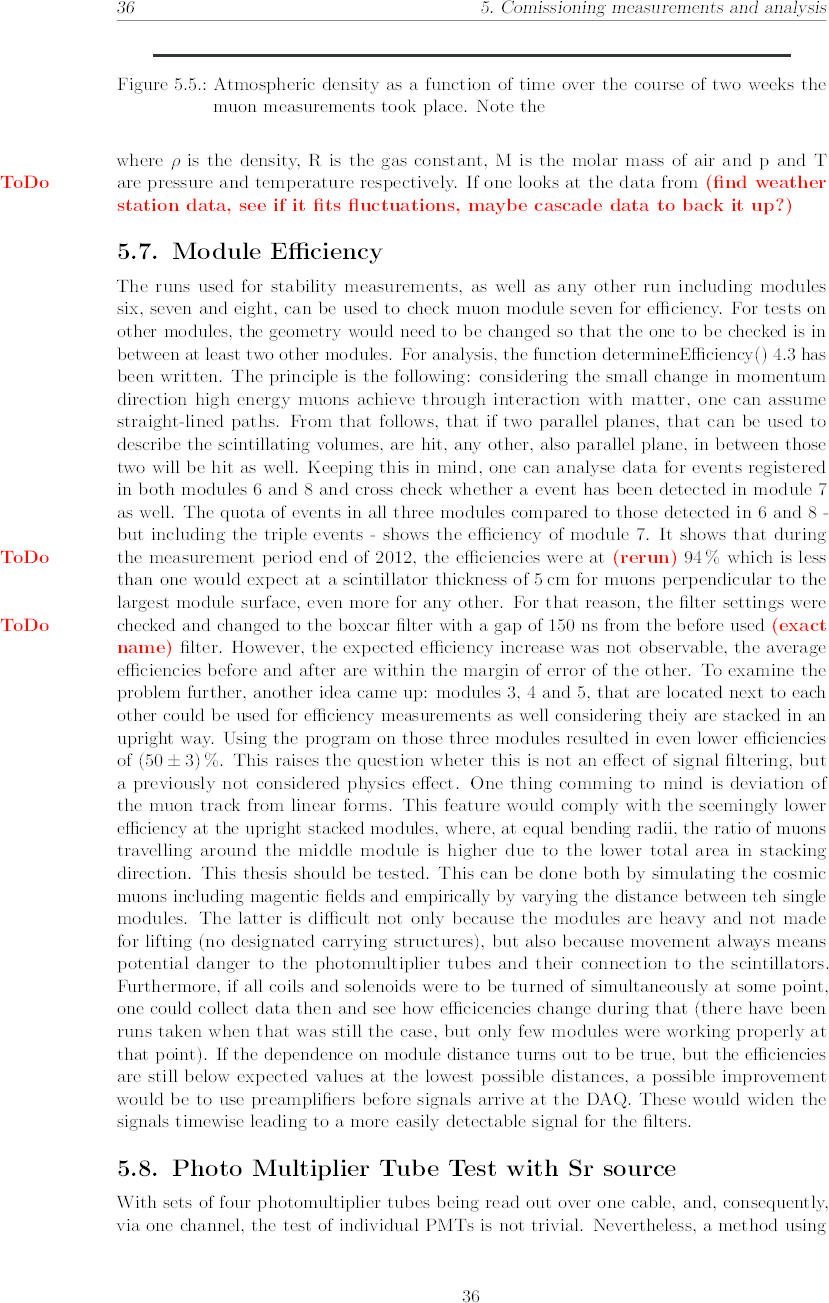 36 5. Comissioning measurements and analysis
Figure 5.5.: Atmospheric density as a function of time over the course of two weeks the
muon measurements took place. Note the
where ρ is the density, R is the gas constant, M is the molar mass of air and p and T
ToDo are pressure and temperature respectively. If one looks at the data from (find weather
station data, see if it fits fluctuations, maybe cascade data to back it up?)
5.7. Module Efficiency
The runs used for stability measurements, as well as any other run including modules
six, seven and eight, can be used to check muon module seven for efficiency. For tests on
other modules, the geometry would need to be changed so that the one to be checked is in
between at least two other modules. For analysis, the function determineEfficiency() 4.3 has
been written. The principle is the following: considering the small change in momentum
direction high energy muons achieve through interaction with matter, one can assume
straight-lined paths. From that follows, that if two parallel planes, that can be used to
describe the scintillating volumes, are hit, any other, also parallel plane, in between those
two will be hit as well. Keeping this in mind, one can analyse data for events registered
in both modules 6 and 8 and cross check whether a event has been detected in module 7
as well. The quota of events in all three modules compared to those detected in 6 and 8 -
but including the triple events - shows the efficiency of module 7. It shows that during
ToDo the measurement period end of 2012, the efficiencies were at (rerun) 94 % which is less
than one would expect at a scintillator thickness of 5 cm for muons perpendicular to the
largest module surface, even more for any other. For that reason, the filter settings were
ToDo checked and changed to the boxcar filter with a gap of 150 ns from the before used (exact
name) filter. However, the expected efficiency increase was not observable, the average
efficiencies before and after are within the margin of error of the other. To examine the
problem further, another idea came up: modules 3, 4 and 5, that are located next to each
other could be used for efficiency measurements as well considering theiy are stacked in an
upright way. Using the program on those three modules resulted in even lower efficiencies
of (50 ± 3) %. This raises the question wheter this is not an effect of signal filtering, but
a previously not considered physics effect. One thing comming to mind is deviation of
the muon track from linear forms. This feature would comply with the seemingly lower
efficiency at the upright stacked modules, where, at equal bending radii, the ratio of muons
travelling around the middle module is higher due to the lower total area in stacking
direction. This thesis should be tested. This can be done both by simulating the cosmic
muons including magentic fields and empirically by varying the distance between teh single
modules. The latter is difficult not only because the modules are heavy and not made
for lifting (no designated carrying structures), but also because movement always means
potential danger to the photomultiplier tubes and their connection to the scintillators.
Furthermore, if all coils and solenoids were to be turned of simultaneously at some point,
one could collect data then and see how efficicencies change during that (there have been
runs taken when that was still the case, but only few modules were working properly at
that point). If the dependence on module distance turns out to be true, but the efficiencies
are still below expected values at the lowest possible distances, a possible improvement
would be to use preamplifiers before signals arrive at the DAQ. These would widen the
signals timewise leading to a more easily detectable signal for the filters.
5.8. Photo Multiplier Tube Test with Sr source
With sets of four photomultiplier tubes being read out over one cable, and, consequently,
via one channel, the test of individual PMTs is not trivial. Nevertheless, a method using
36